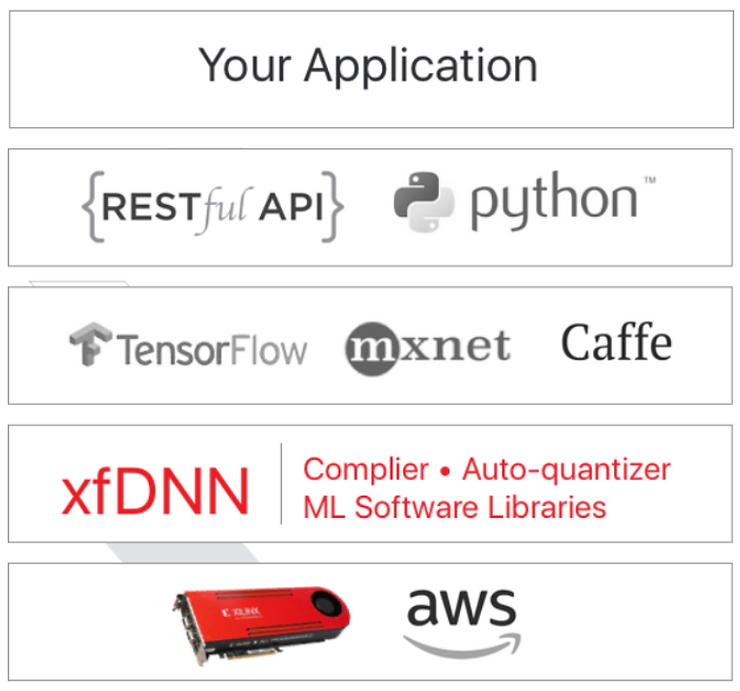 Your Application
{RESTful API} python™
TensorFlow mxnet Caffe
xfDNN
Complier • Auto-quantizer
ML Software Libraries
XILINX
aws